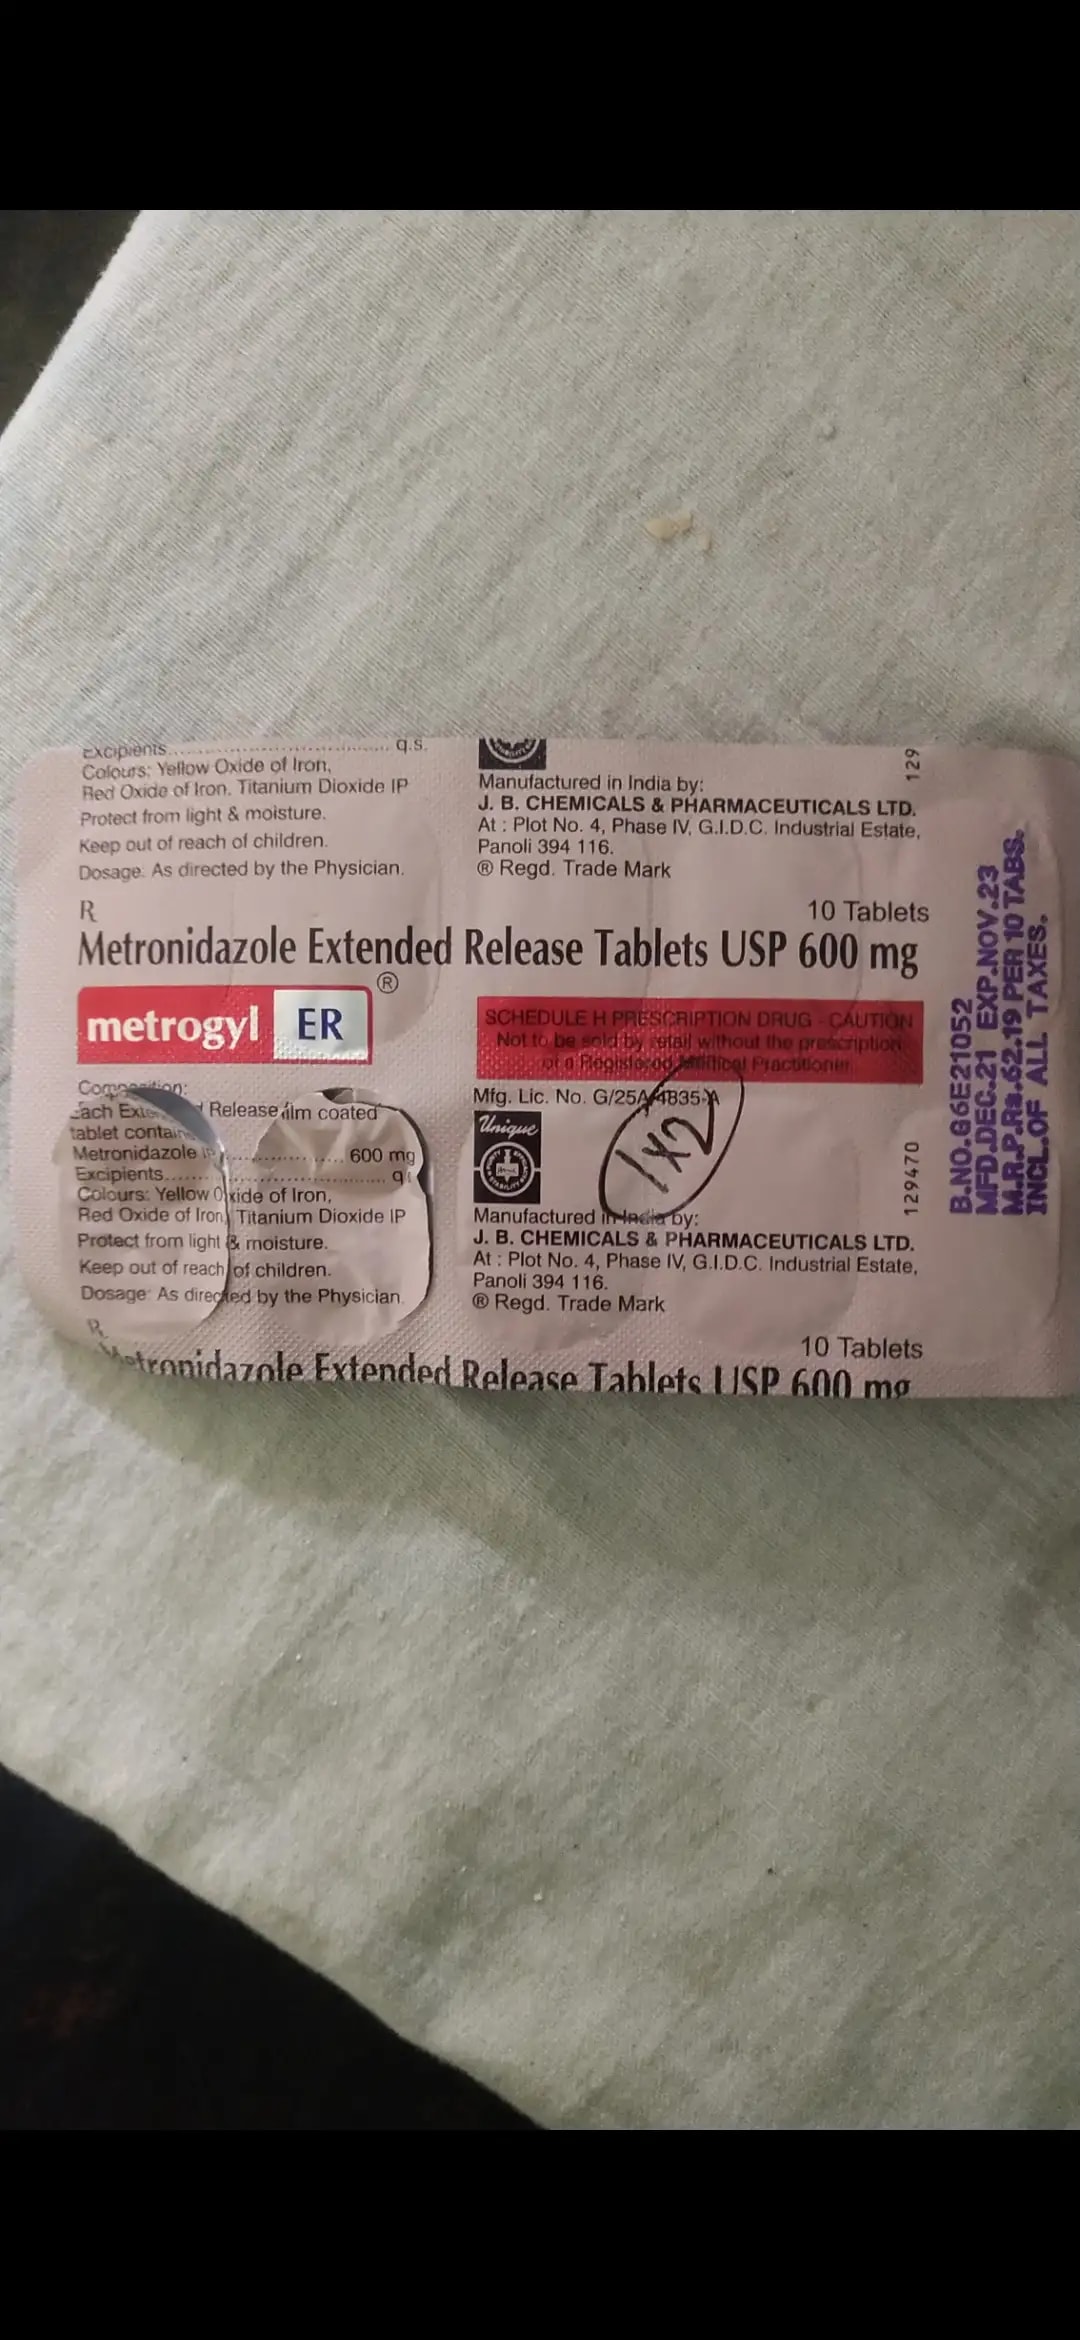 Excipients.......................................... q.s.
Colours: Yellow Oxide of Iron,
Red Oxide of Iron. Titanium Dioxide IP
Protect from light & moisture.
Keep out of reach of children.
Dosage: As directed by the Physician.
Manufactured in India by:
J. B. CHEMICALS & PHARMACEUTICALS LTD.
At : Plot No. 4, Phase IV, G.I.D.C. Industrial Estate,
Panoli 394 116.
® Regd. Trade Mark
129
R
10 Tablets
Metronidazole Extended Release Tablets USP 600 mg
metrogyl ER ®
SCHEDULE H PRESCRIPTION DRUG - CAUTION
Not to be sold by retail without the prescription
of a Registered Medical Practitioner.
Composition:
Each Release film coated
tablet contains
Metronidazole IP .................. 600 mg
Excipients
Colours: Yellow Oxide of Iron,
Red Oxide of Iron, Titanium Dioxide IP
Protect from light & moisture.
Keep out of reach of children.
Dosage: As directed by the Physician.
Mfg. Lic. No. G/25A/4835-A
Unique
1x2
Manufactured in India by:
J. B. CHEMICALS & PHARMACEUTICALS LTD.
At : Plot No. 4, Phase IV, G.I.D.C. Industrial Estate,
Panoli 394 116.
® Regd. Trade Mark
129470
B.NO.G6E21052
MFD.DEC.21 EXP.NOV.23
M.R.P.Rs.62.19 PER 10 TABS.
INCL.OF ALL TAXES.
R
10 Tablets
Metronidazole Extended Release Tablets USP 600 mg